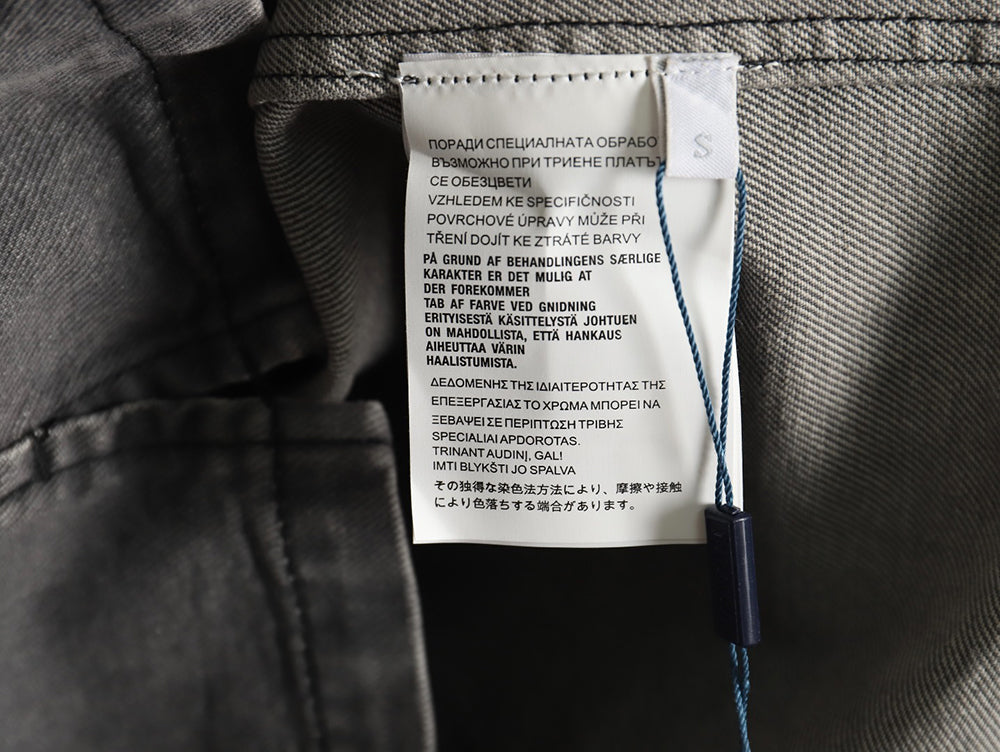 ПОРАДИ СПЕЦИАЛНАТА ОБРАБО
ВЪЗМОЖНО ПРИ ТРИЕНЕ ПЛАТЪТ
СЕ ОБЕЗЦВЕТИ
VZHLEDEM KE SPECIFIČNOSTI
POVRCHOVÉ ÚPRAVY MŮŽE PŘI
TŘENÍ DOJÍT KE ZTRÁTĚ BARVY
PÅ GRUND AF BEHANDLINGENS SÆRLIGE
KARAKTER ER DET MULIG AT
DER FOREKOMMER
TAB AF FARVE VED GNIDNING
ERITYISESTÄ KÄSITTELYSTÄ JOHTUEN
ON MAHDOLLISTA, ETTÄ HANKAUS
AIHEUTTAA VÄRIN
HAALISTUMISTA.
ΔΕΔΟΜΕΝΗΣ ΤΗΣ ΙΔΙΑΙΤΕΡΟΤΗΤΑΣ ΤΗΣ
ΕΠΕΞΕΡΓΑΣΙΑΣ ΤΟ ΧΡΩΜΑ ΜΠΟΡΕΙ ΝΑ
ΞΕΒΑΨΕΙ ΣΕ ΠΕΡΙΠΤΩΣΗ ΤΡΙΒΗΣ
SPECIALIAI APDOROTAS.
TRINANT AUDINĮ, GALI
IMTI BLYKŠTI JO SPALVA
その独得な染色法方法により、摩擦や接触
により色落ちする端合があります。
S